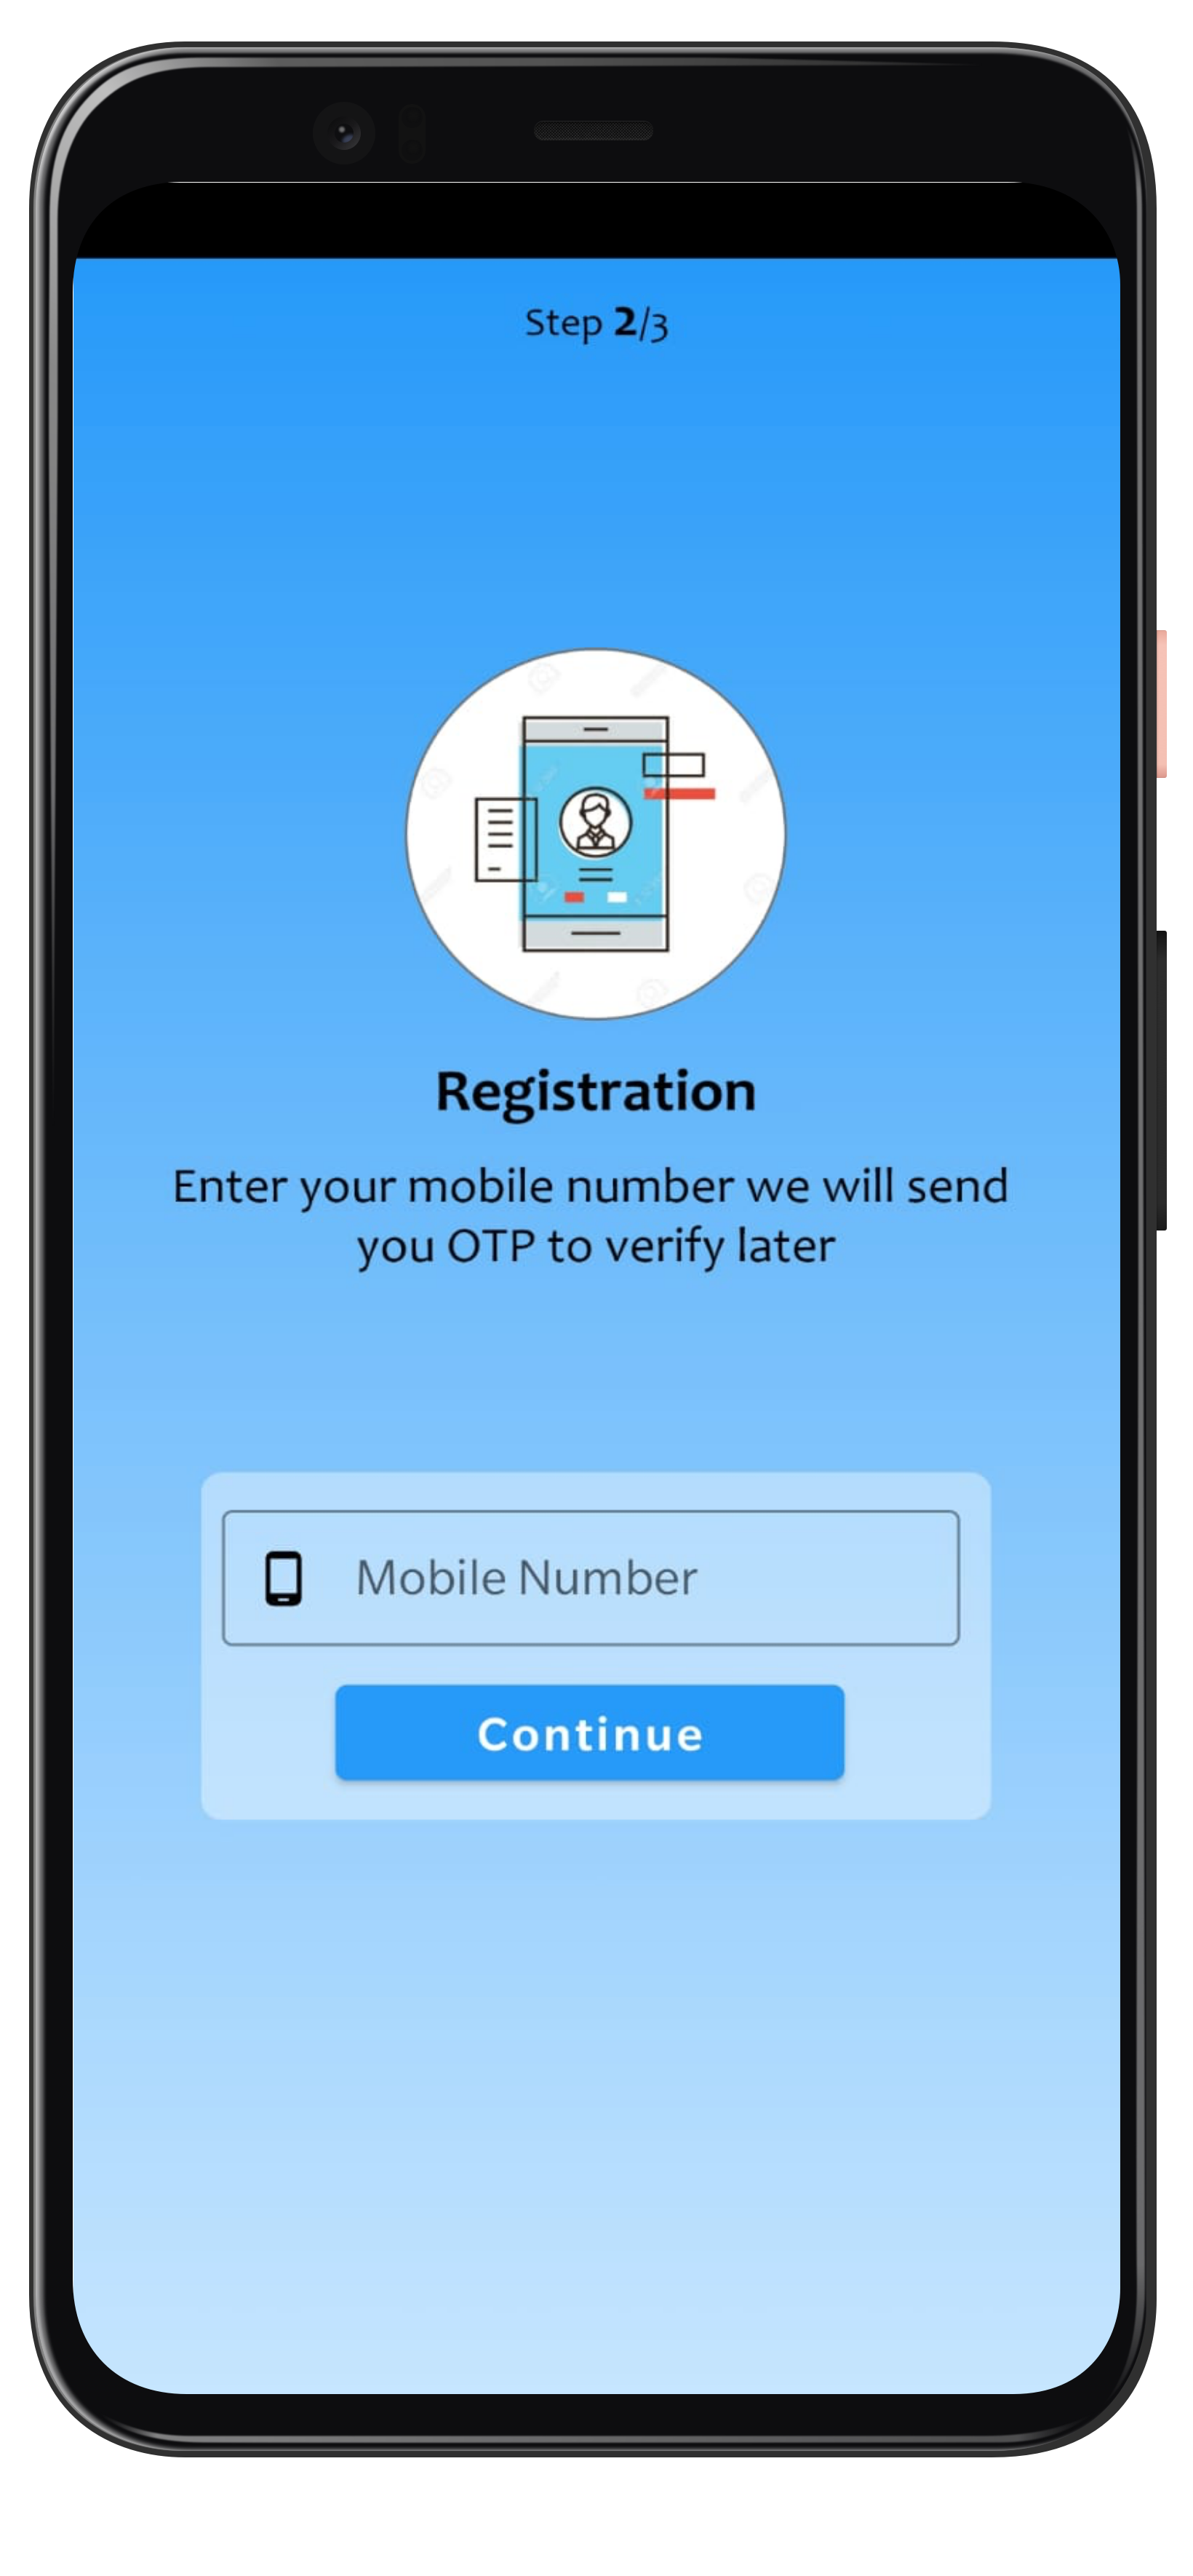 Step 2/3
Registration
Enter your mobile number we will send
you OTP to verify later
Mobile Number
Continue